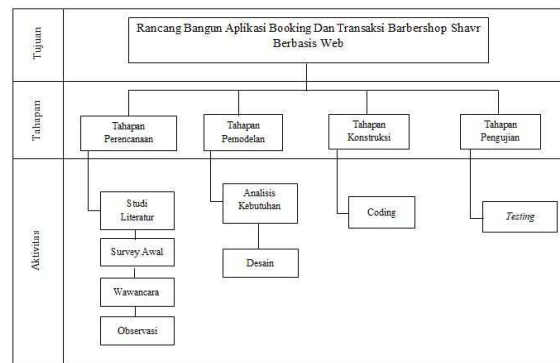 Tujuan
Rancang Bangun Aplikasi Booking Dan Transaksi Barbershop Shavr
Berbasis Web
Tahapan
Tahapan
Perencanaan
Tahapan
Pemodelan
Tahapan
Konstruksi
Tahapan
Pengujian
Aktivitas
Studi
Literatur
Survey Awal
Wawancara
Observasi
Analisis
Kebutuhan
Desain
Coding
Testing